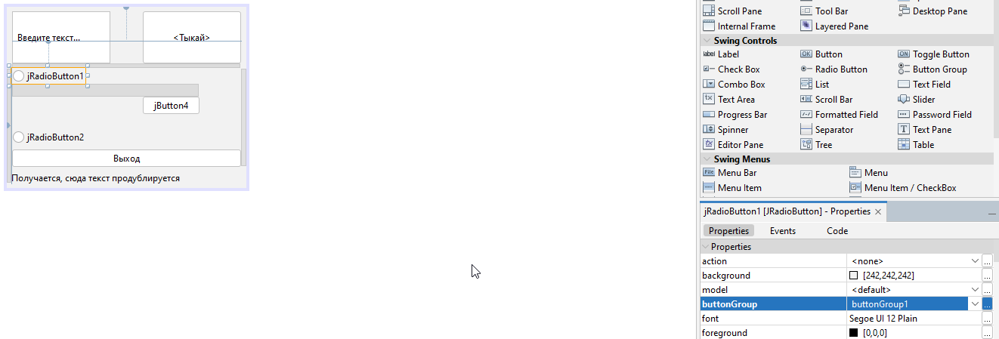 Введите текст...
<Тыкай>
jRadioButton1
jButton4
jRadioButton2
Выход
Получается, сюда текст продублируется
Scroll Pane Tool Bar Desktop Pane
Internal Frame Layered Pane
Swing Controls
label Label OK Button ON Toggle Button
Check Box Radio Button Button Group
Combo Box List Text Field
Text Area Scroll Bar Slider
Progress Bar Formatted Field Password Field
Spinner Separator Text Pane
Editor Pane Tree Table
Swing Menus
File Menu Bar Menu
Menu Item Menu Item / CheckBox
jRadioButton1 [JRadioButton] - Properties ×
Properties Events Code
Properties
action <none> ...
background [242,242,242] ...
model <default> ...
buttonGroup buttonGroup1 ...
font Segoe UI 12 Plain ...
foreground [0,0,0] ...